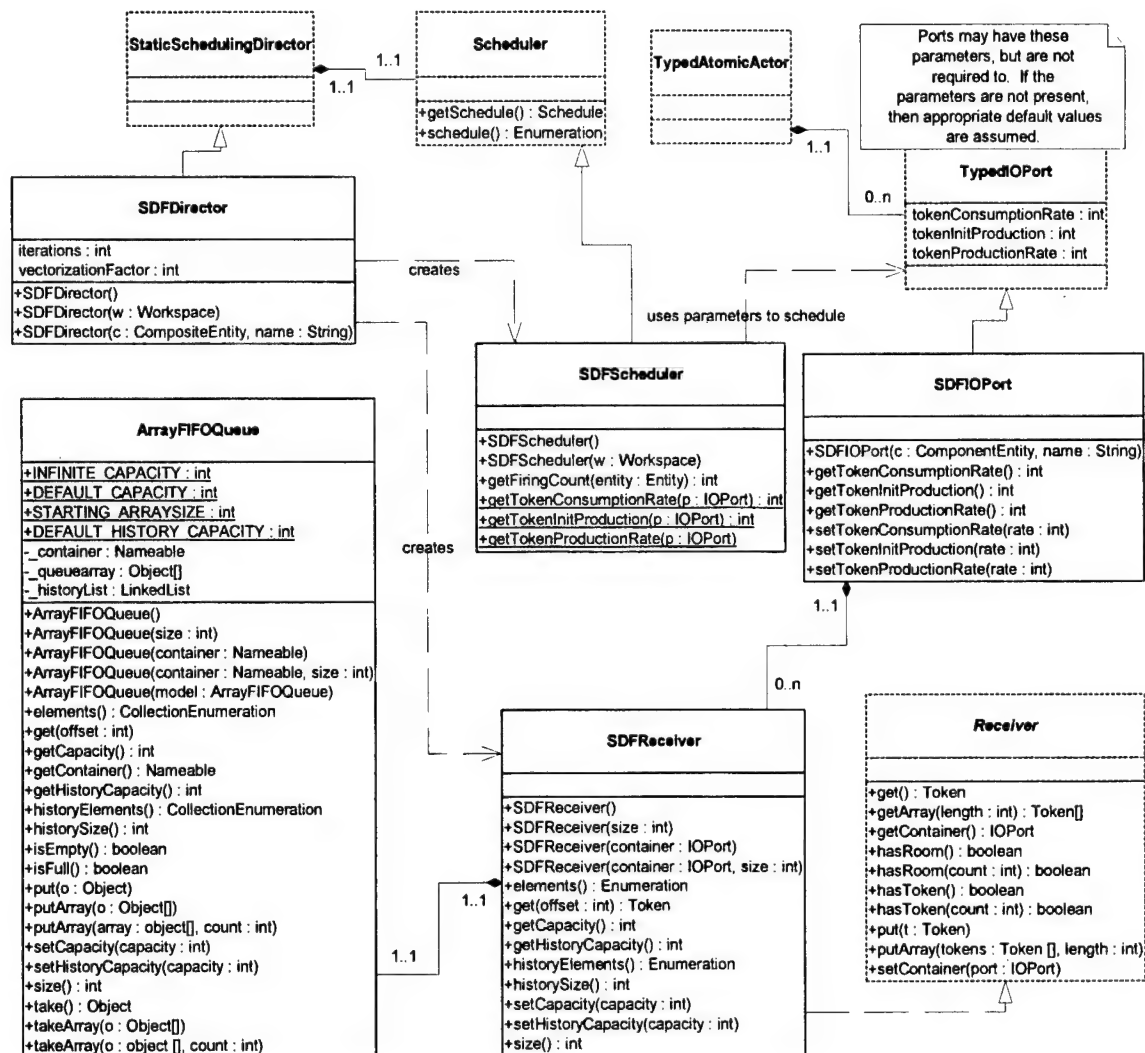 StaticSchedulingDirector
1..1
1..1
Scheduler
+getSchedule() : Schedule
+schedule() : Enumeration
TypedAtomicActor
1..1
0..n
Ports may have these
parameters, but are not
required to. If the
parameters are not present,
then appropriate default values
are assumed.
TypedIOPort
tokenConsumptionRate : int
tokenInitProduction : int
tokenProductionRate : int
SDFDirector
iterations : int
vectorizationFactor : int
+SDFDirector()
+SDFDirector(w : Workspace)
+SDFDirector(c : CompositeEntity, name : String)
creates
uses parameters to schedule
SDFScheduler
+SDFScheduler()
+SDFScheduler(w : Workspace)
+getFiringCount(entity : Entity) : int
+getTokenConsumptionRate(p : IOPort) : int
+getTokenInitProduction(p : IOPort) : int
+getTokenProductionRate(p : IOPort)
SDFIOPort
+SDFIOPort(c : ComponentEntity, name : String)
+getTokenConsumptionRate() : int
+getTokenInitProduction() : int
+getTokenProductionRate() : int
+setTokenConsumptionRate(rate : int)
+setTokenInitProduction(rate : int)
+setTokenProductionRate(rate : int)
1..1
0..n
creates
ArrayFIFOQueue
+INFINITE_CAPACITY : int
+DEFAULT_CAPACITY : int
+STARTING_ARRAYSIZE : int
+DEFAULT_HISTORY_CAPACITY : int
-_container : Nameable
-_queuearray : Object[]
-_historyList : LinkedList
+ArrayFIFOQueue()
+ArrayFIFOQueue(size : int)
+ArrayFIFOQueue(container : Nameable)
+ArrayFIFOQueue(container : Nameable, size : int)
+ArrayFIFOQueue(model : ArrayFIFOQueue)
+elements() : CollectionEnumeration
+get(offset : int)
+getCapacity() : int
+getContainer() : Nameable
+getHistoryCapacity() : int
+historyElements() : CollectionEnumeration
+historySize() : int
+isEmpty() : boolean
+isFull() : boolean
+put(o : Object)
+putArray(o : Object[])
+putArray(array : object[], count : int)
+setCapacity(capacity : int)
+setHistoryCapacity(capacity : int)
+size() : int
+take() : Object
+takeArray(o : Object[])
+takeArray(o : object [], count : int)
1..1
1..1
SDFReceiver
+SDFReceiver()
+SDFReceiver(size : int)
+SDFReceiver(container : IOPort)
+SDFReceiver(container : IOPort, size : int)
+elements() : Enumeration
+get(offset : int) : Token
+getCapacity() : int
+getHistoryCapacity() : int
+historyElements() : Enumeration
+historySize() : int
+setCapacity(capacity : int)
+setHistoryCapacity(capacity : int)
+size() : int
Receiver
+get() : Token
+getArray(length : int) : Token[]
+getContainer() : IOPort
+hasRoom() : boolean
+hasRoom(count : int) : boolean
+hasToken() : boolean
+hasToken(count : int) : boolean
+put(t : Token)
+putArray(tokens : Token [], length : int)
+setContainer(port : IOPort)